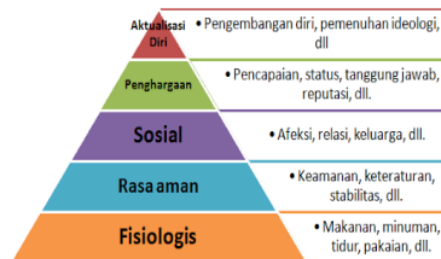 Aktualisasi
Diri
• Pengembangan diri, pemenuhan ideologi,
dll
Penghargaan
• Pencapaian, status, tanggung jawab,
reputasi, dll.
Sosial
• Afeksi, relasi, keluarga, dll.
Rasa aman
• Keamanan, keteraturan,
stabilitas, dll.
Fisiologis
• Makanan, minuman,
tidur, pakaian, dll.